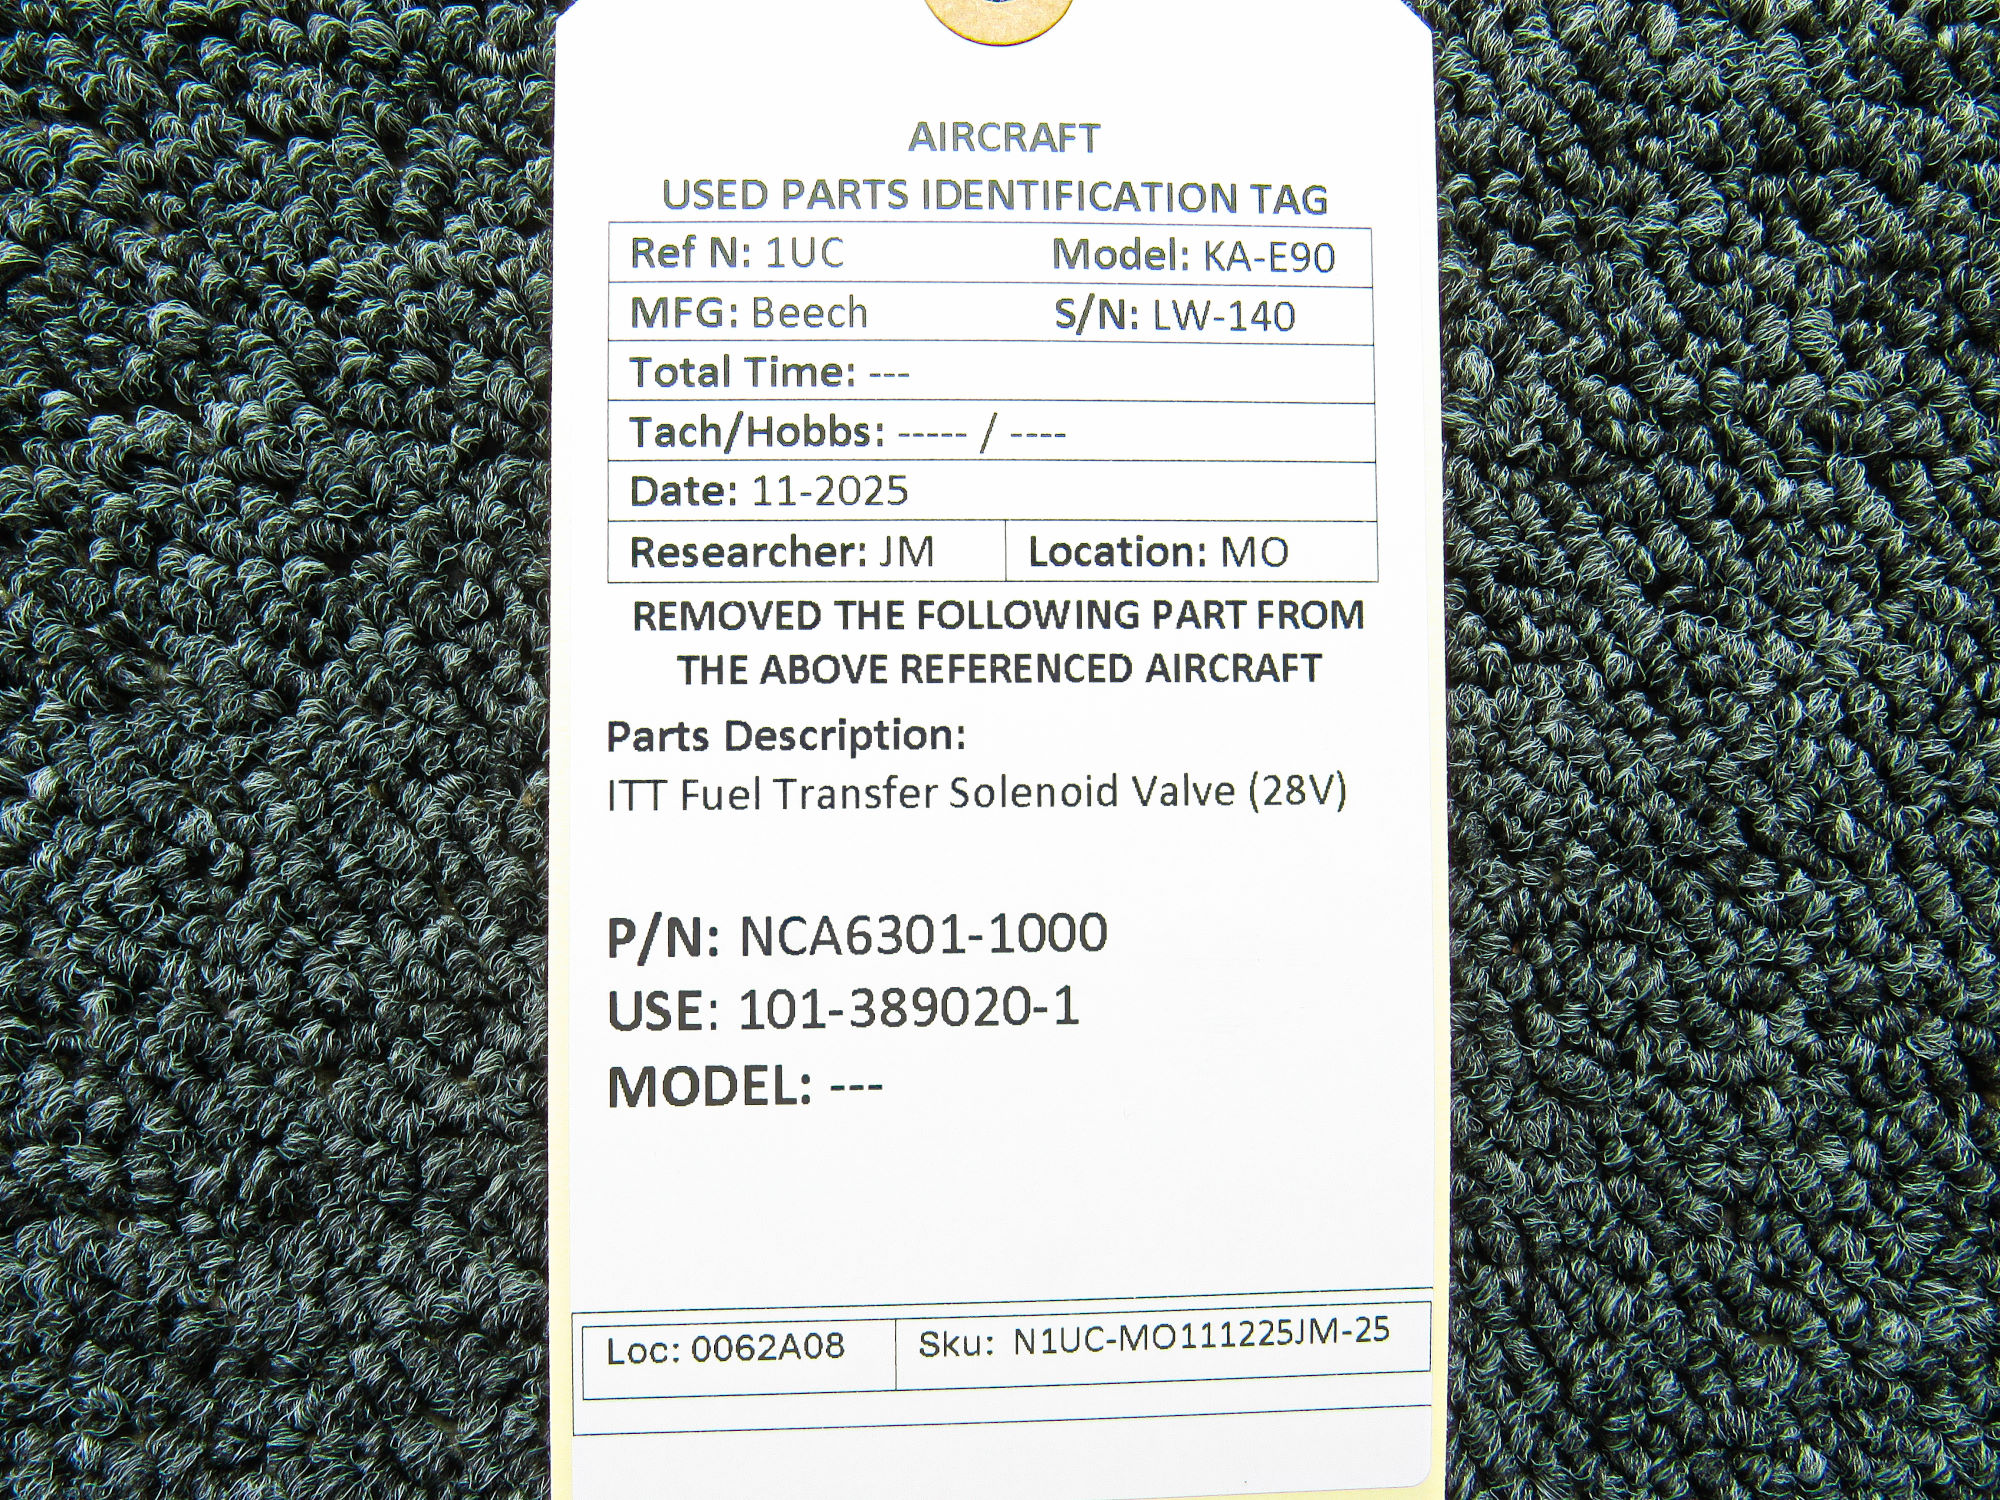 AIRCRAFT
USED PARTS IDENTIFICATION TAG
Ref N: 1UC Model: KA-E90
MFG: Beech S/N: LW-140
Total Time: ---
Tach/Hobbs: ----- / ----
Date: 11-2025
Researcher: JM Location: MO
REMOVED THE FOLLOWING PART FROM
THE ABOVE REFERENCED AIRCRAFT
Parts Description:
ITT Fuel Transfer Solenoid Valve (28V)
P/N: NCA6301-1000
USE: 101-389020-1
MODEL: ---
Loc: 0062A08 Sku: N1UC-MO111225JM-25